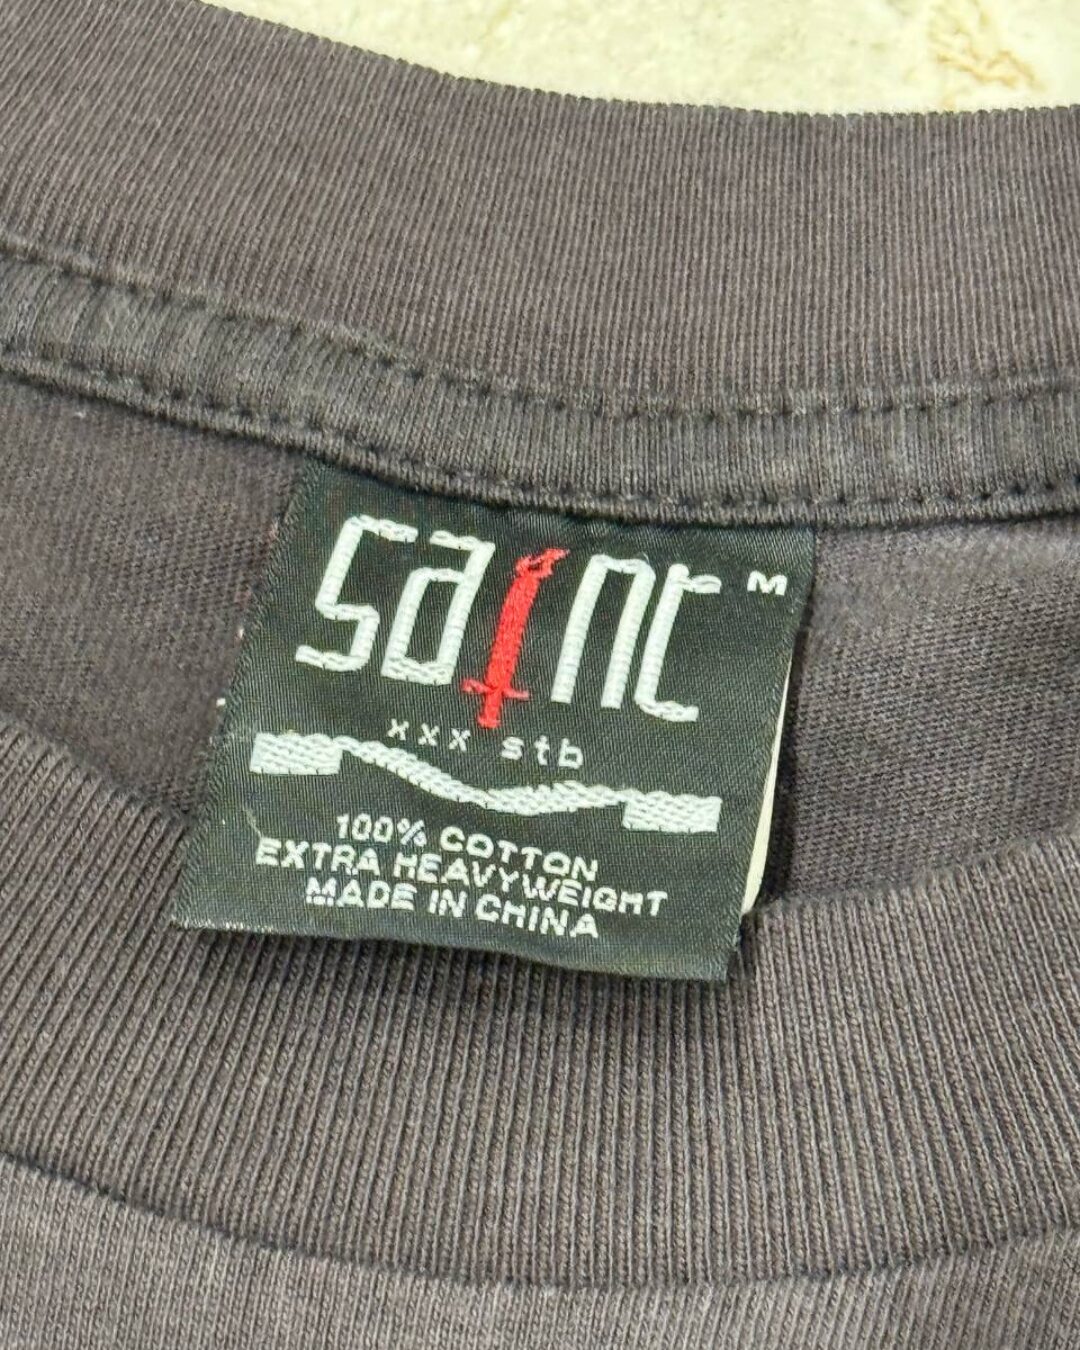 saint M
xxx stb
100% COTTON
EXTRA HEAVYWEIGHT
MADE IN CHINA